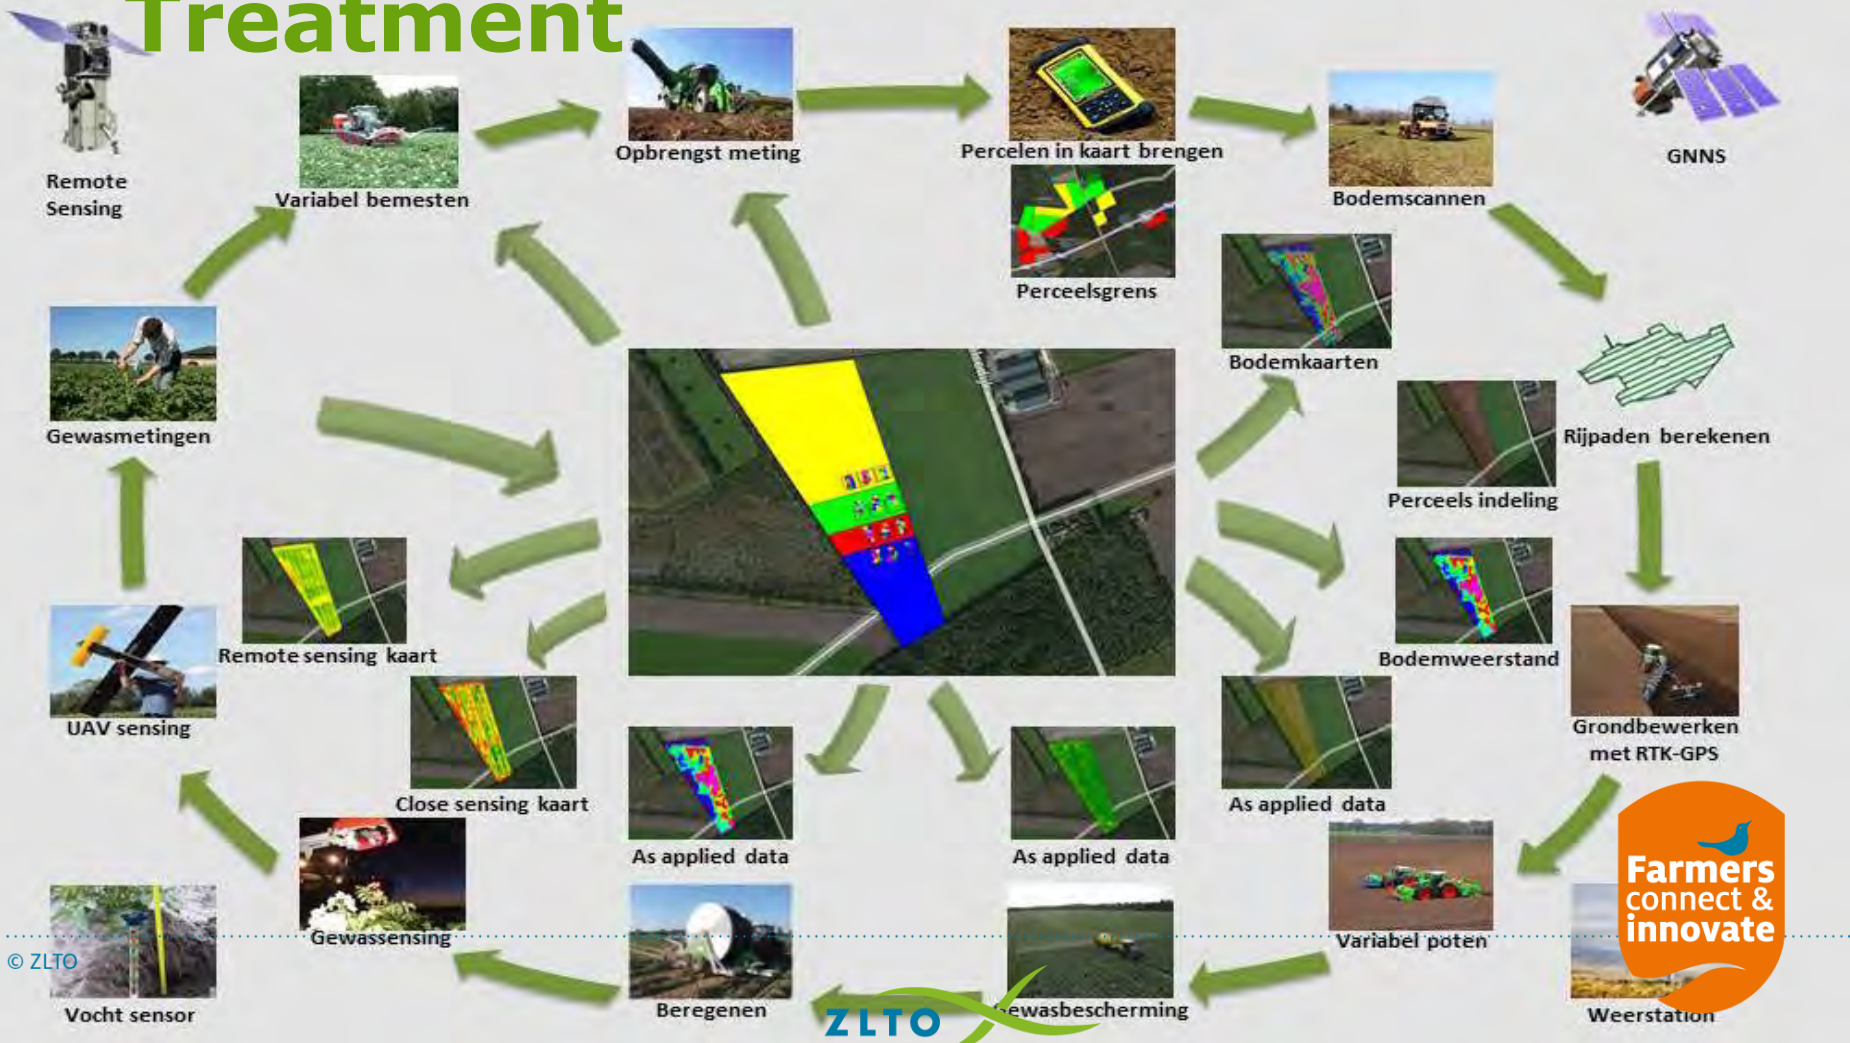 Treatment
Remote
Sensing
Variabel bemesten
Opbrengst meting
Percelen in kaart brengen
Perceelsgrens
Bodemscannen
GNNS
Bodemkaarten
Gewasmetingen
Rijpaden berekenen
Perceels indeling
Remote sensing kaart
Bodemweerstand
UAV sensing
Grondbewerken
met RTK-GPS
Close sensing kaart
As applied data
As applied data
As applied data
Farmers
connect &
innovate
Gewassensing
Variabel poten
© ZLTO
Vocht sensor
Beregenen
ZLTO
ewasbescherming
Weerstation